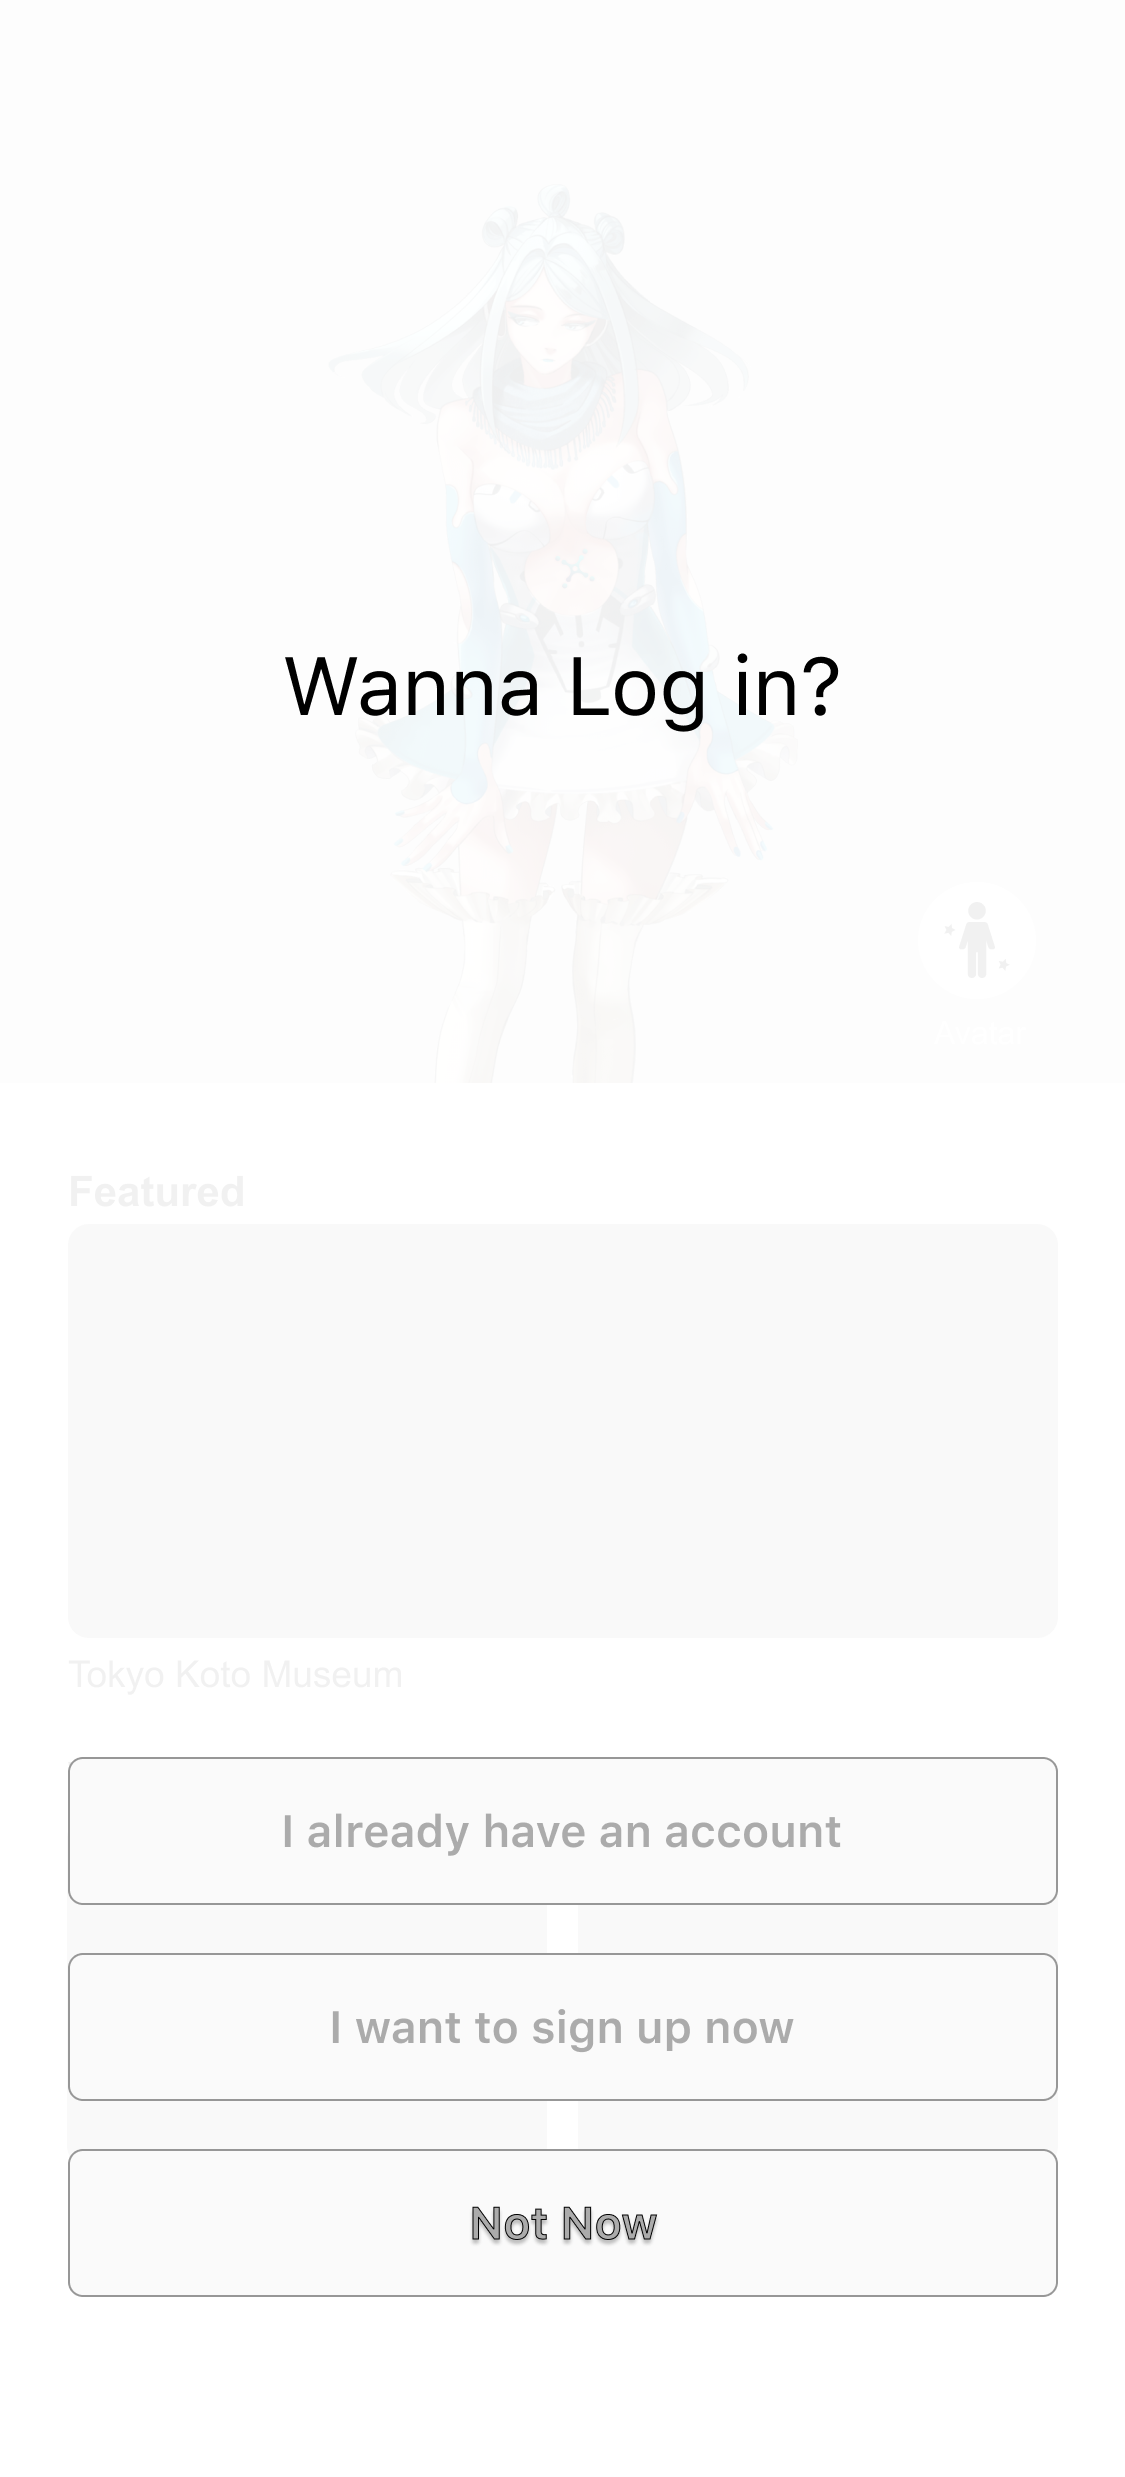 Wanna Log in?
Avatar
Featured
Tokyo Koto Museum
I already have an account
I want to sign up now
Not Now